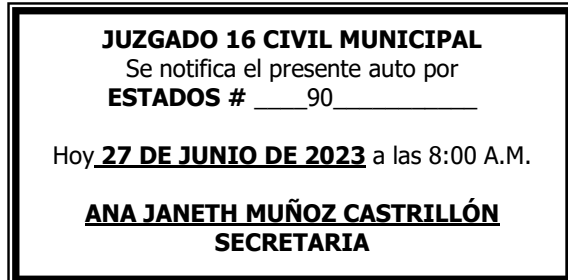 JUZGADO 16 CIVIL MUNICIPAL
Se notifica el presente auto por
ESTADOS # ____90___________
Hoy 27 DE JUNIO DE 2023 a las 8:00 A.M.
ANA JANETH MUÑOZ CASTRILLÓN
SECRETARIA